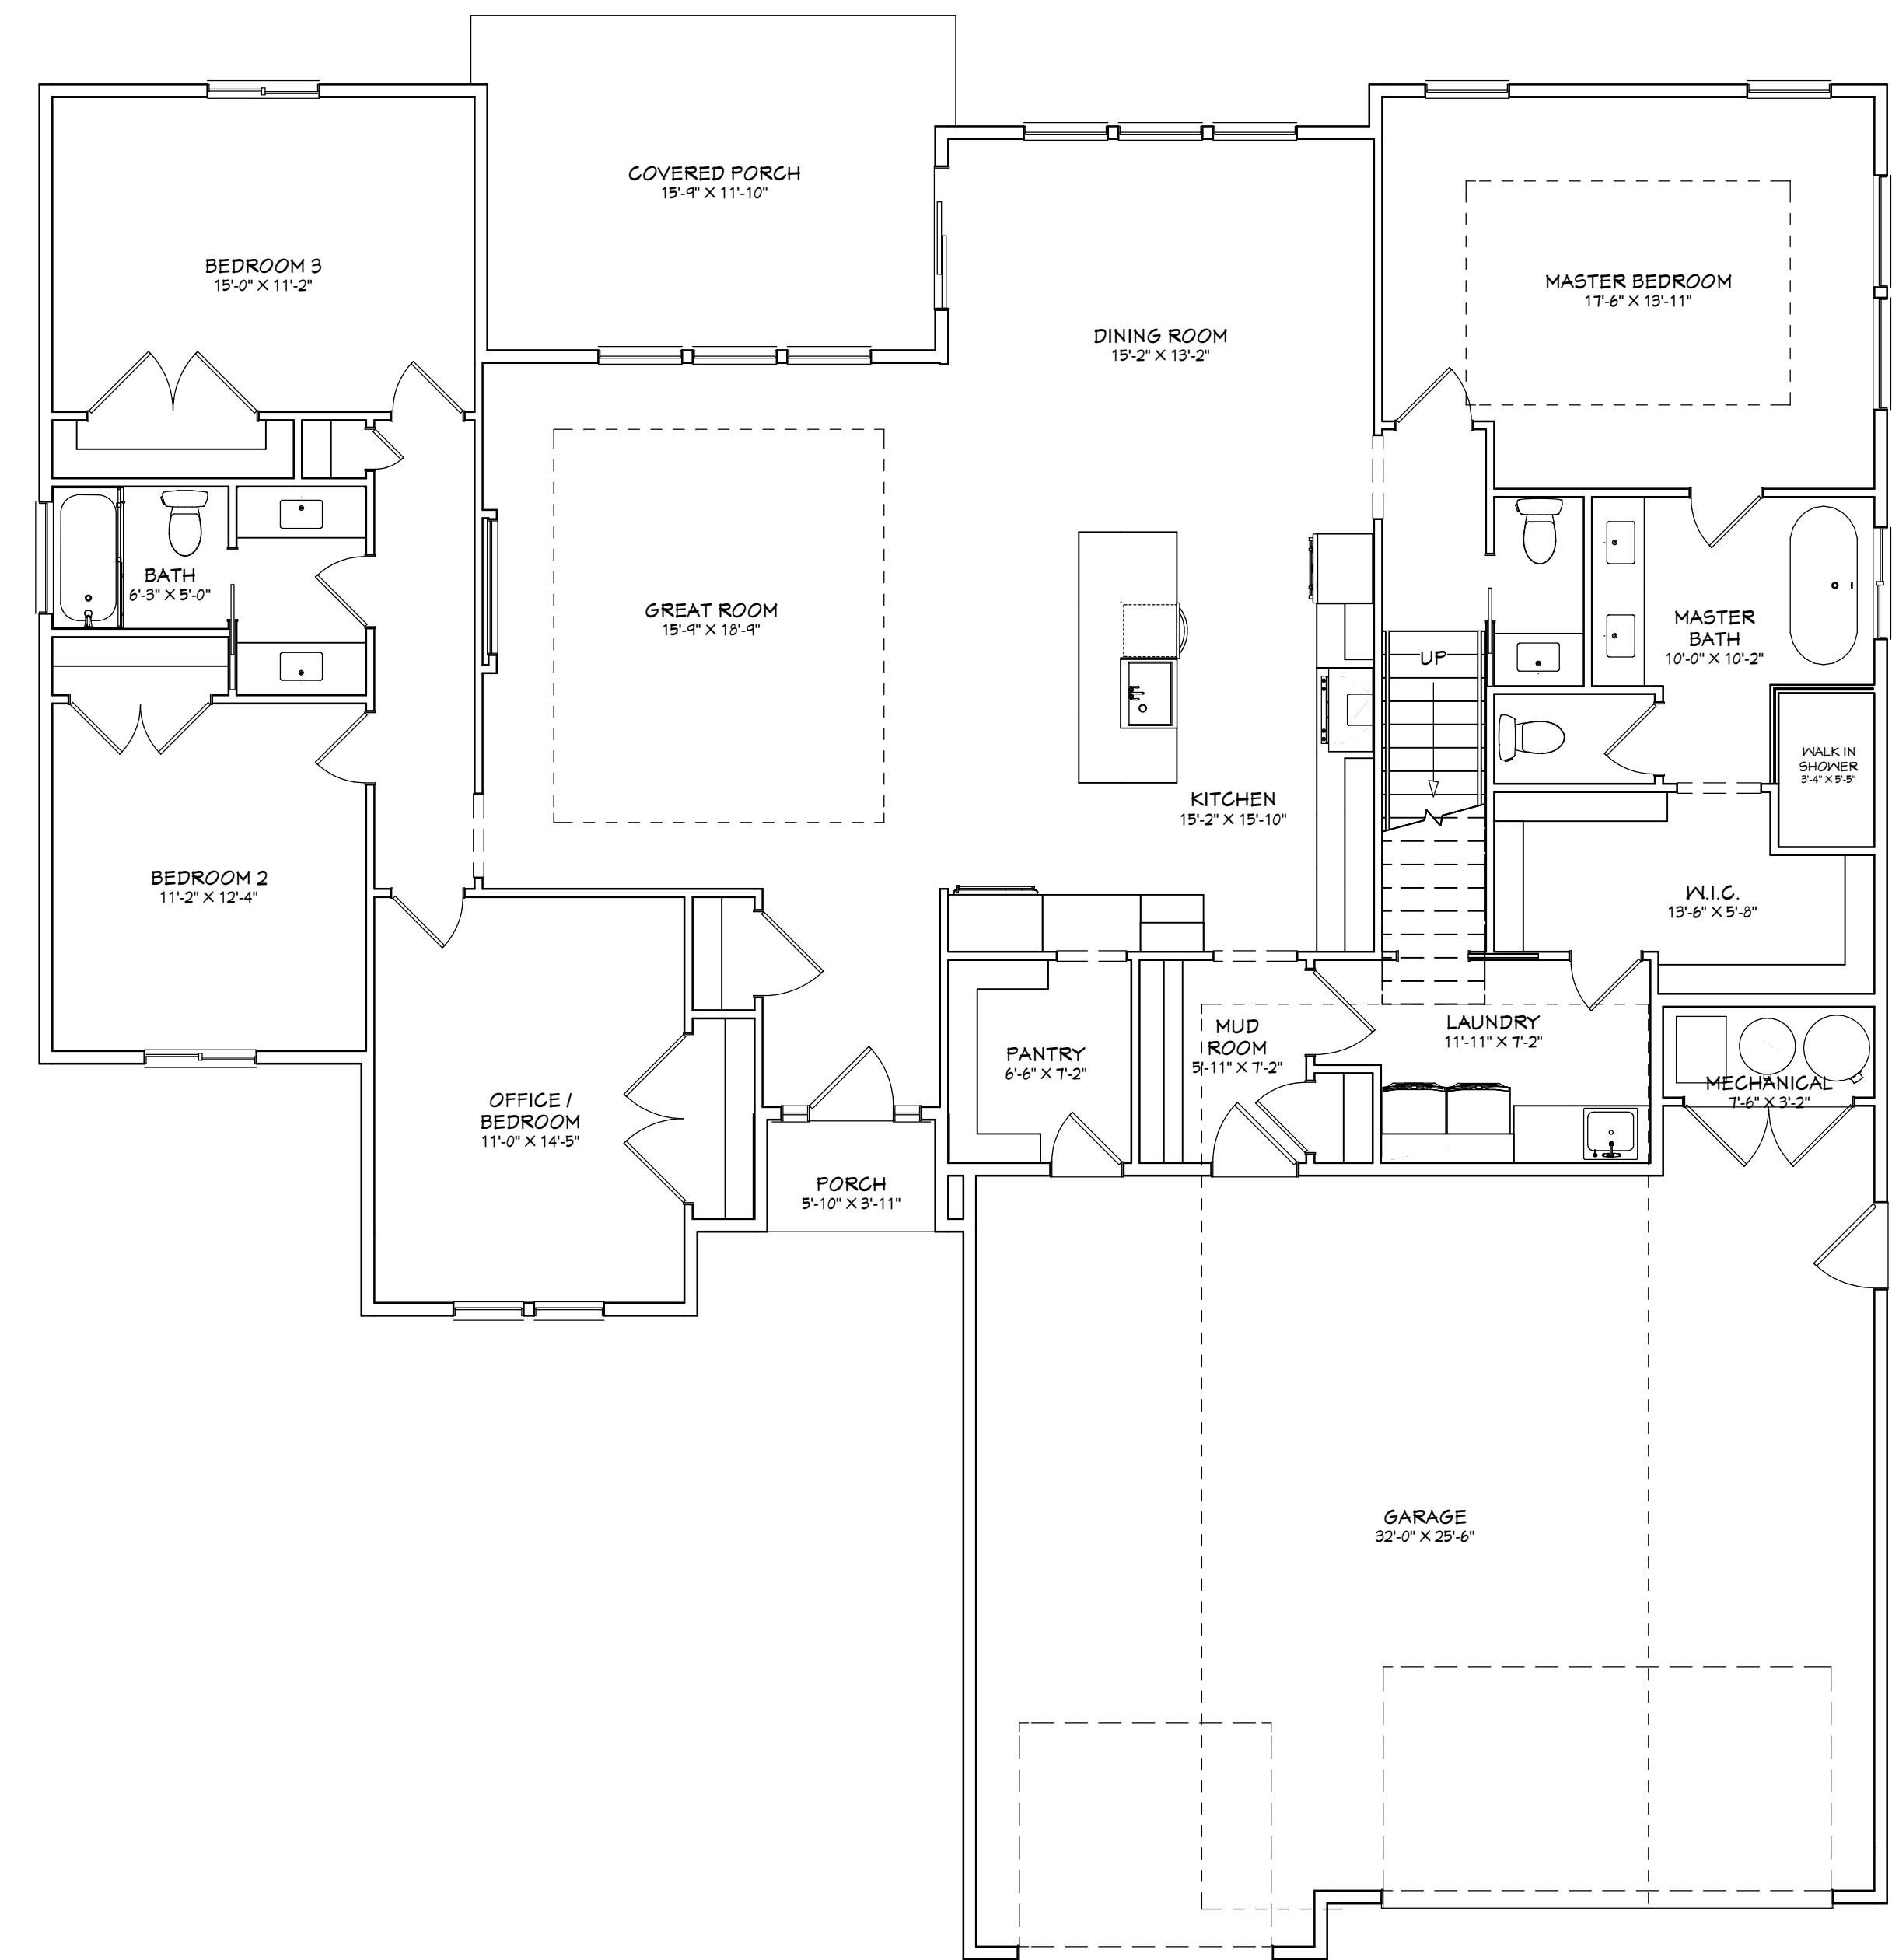 COVERED PORCH
15'-9" X 11'-10"
BEDROOM 3
15'-0" X 11'-2"
MASTER BEDROOM
17'-6" X 13'-11"
DINING ROOM
15'-2" X 13'-2"
BATH
6'-3" X 5'-0"
GREAT ROOM
15'-9" X 18'-9"
MASTER
BATH
10'-0" X 10'-2"
UP
WALK IN
SHOWER
3'-4" X 5'-5"
KITCHEN
15'-2" X 15'-10"
BEDROOM 2
11'-2" X 12'-4"
W.I.C.
13'-6" X 5'-8"
MUD
ROOM
5'-11" X 7'-2"
LAUNDRY
11'-11" X 7'-2"
PANTRY
6'-6" X 7'-2"
MECHANICAL
7'-6" X 3'-2"
OFFICE /
BEDROOM
11'-0" X 14'-5"
PORCH
5'-10" X 3'-11"
GARAGE
32'-0" X 25'-6"